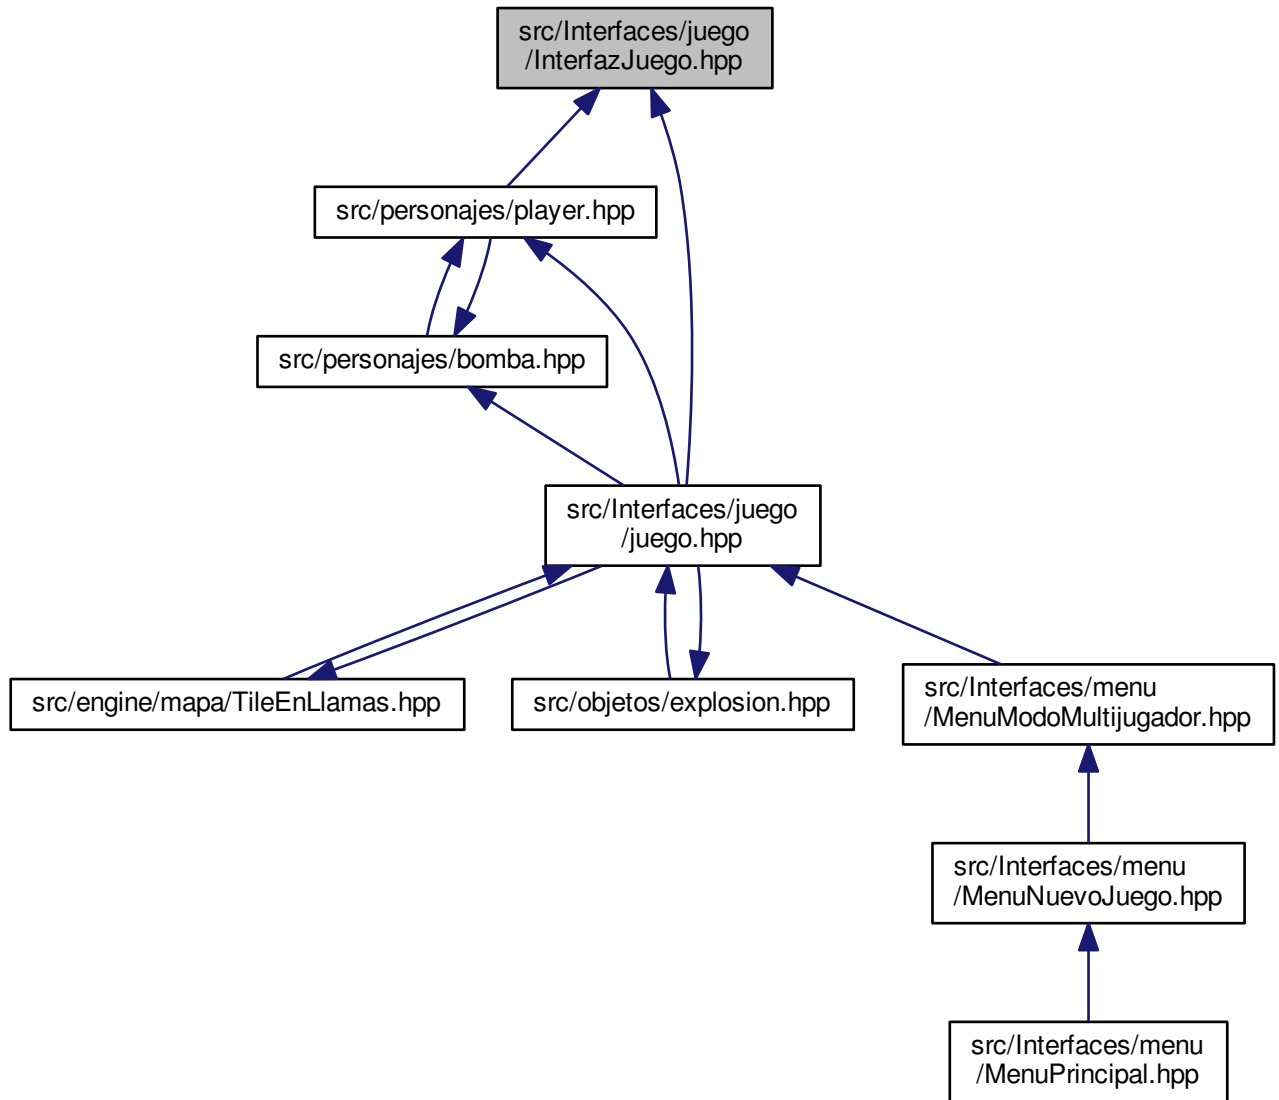 src/Interfaces/juego
/InterfazJuego.hpp
src/personajes/player.hpp
src/personajes/bomba.hpp
src/Interfaces/juego
/juego.hpp
src/engine/mapa/TileEnLlamas.hpp
src/objetos/explosion.hpp
src/Interfaces/menu
/MenuModoMultijugador.hpp
src/Interfaces/menu
/MenuNuevoJuego.hpp
src/Interfaces/menu
/MenuPrincipal.hpp